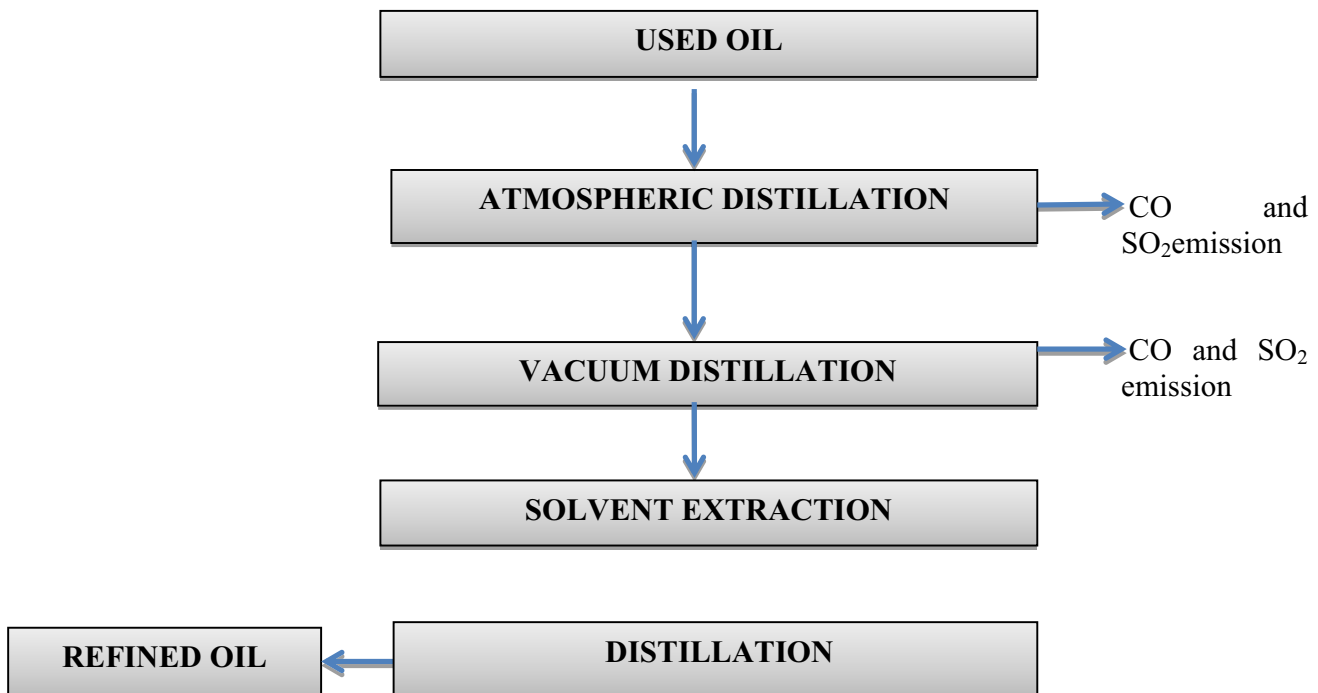 USED OIL
ATMOSPHERIC DISTILLATION
CO and
SO₂emission
VACUUM DISTILLATION
CO and SO₂
emission
SOLVENT EXTRACTION
REFINED OIL
DISTILLATION